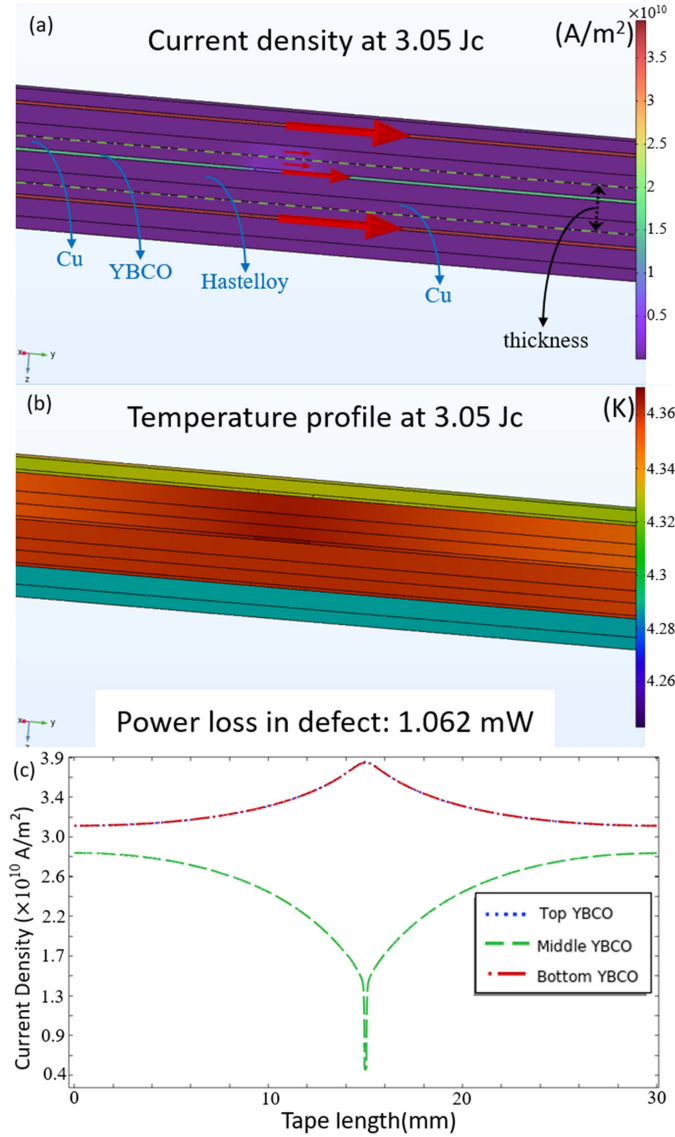 (a)
Current density at 3.05 Jc
(A/m²)
×10¹⁰
3.5
3
2.5
2
1.5
1
0.5
Cu
YBCO
Hastelloy
Cu
thickness
x
y
z
(b)
Temperature profile at 3.05 Jc
(K)
4.36
4.34
4.32
4.3
4.28
4.26
x
y
z
Power loss in defect: 1.062 mW
(c)
Current Density (×10¹⁰ A/m²)
3.9
3.4
3.0
2.6
2.2
1.7
1.3
0.9
0.4
Top YBCO
Middle YBCO
Bottom YBCO
0 10 20 30
Tape length(mm)